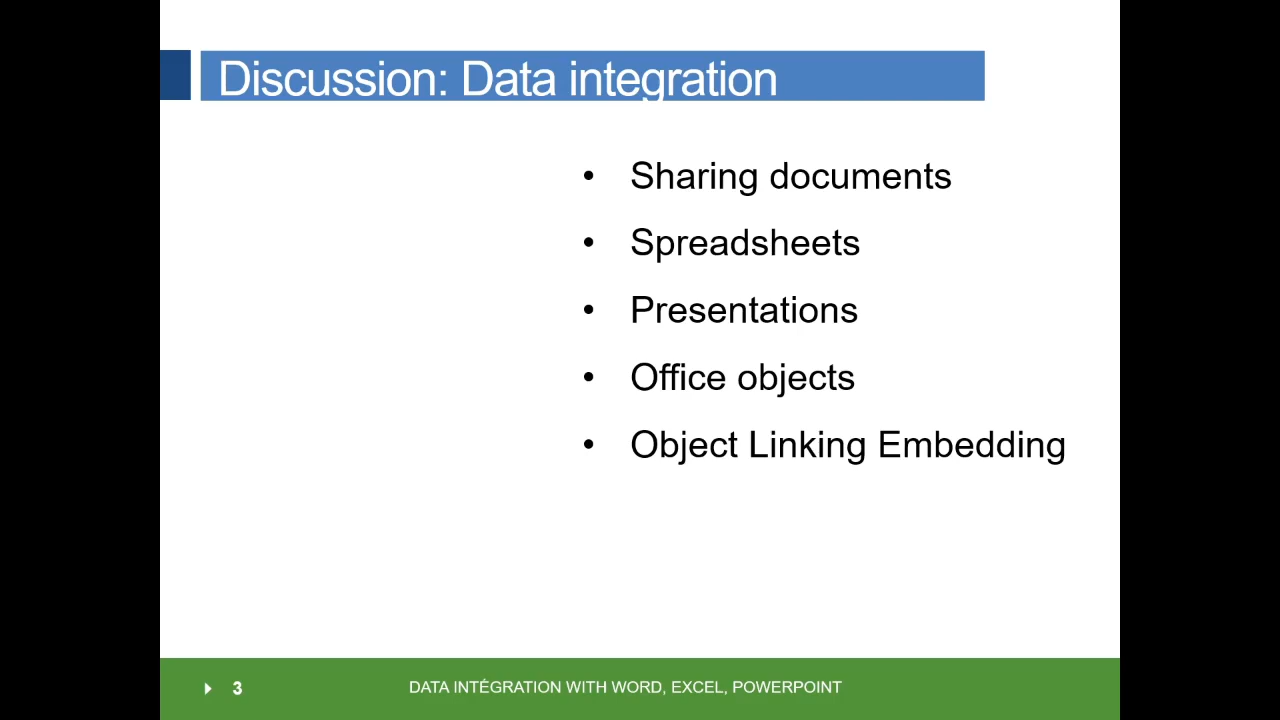 Discussion: Data integration
• Sharing documents
• Spreadsheets
• Presentations
• Office objects
• Object Linking Embedding
3
DATA INTÉGRATION WITH WORD, EXCEL, POWERPOINT